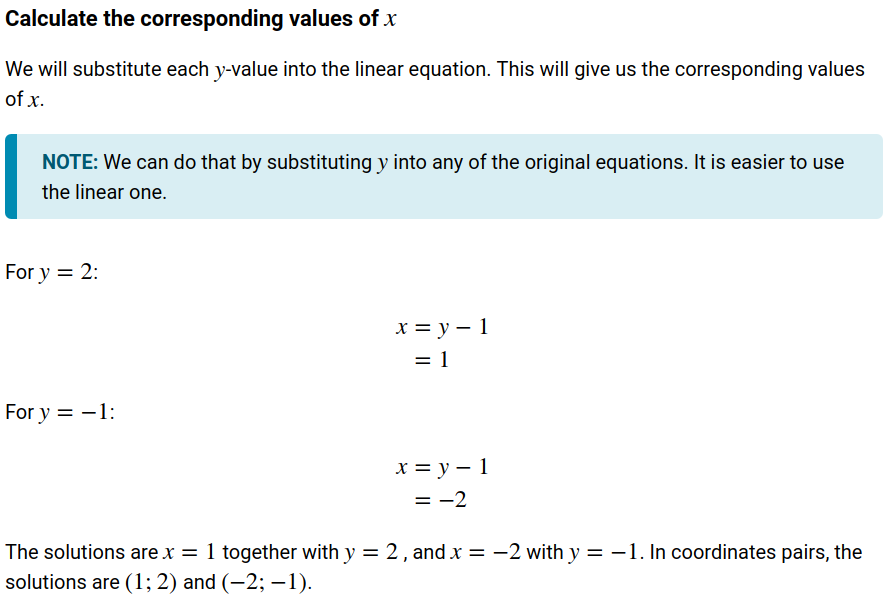 Calculate the corresponding values of x
We will substitute each y-value into the linear equation. This will give us the corresponding values
of x.
NOTE: We can do that by substituting y into any of the original equations. It is easier to use
the linear one.
For y = 2:
x = y − 1
= 1
For y = −1:
x = y − 1
= −2
The solutions are x = 1 together with y = 2 , and x = −2 with y = −1. In coordinates pairs, the
solutions are (1; 2) and (−2; −1).